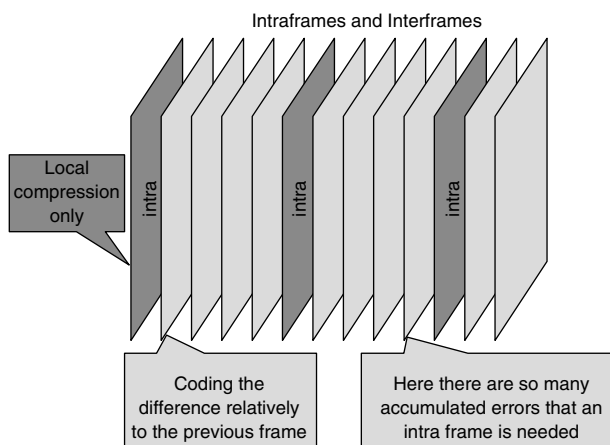 Intraframes and Interframes
Local
compression
only
intra
intra
intra
Coding the
difference relatively
to the previous frame
Here there are so many
accumulated errors that an
intra frame is needed